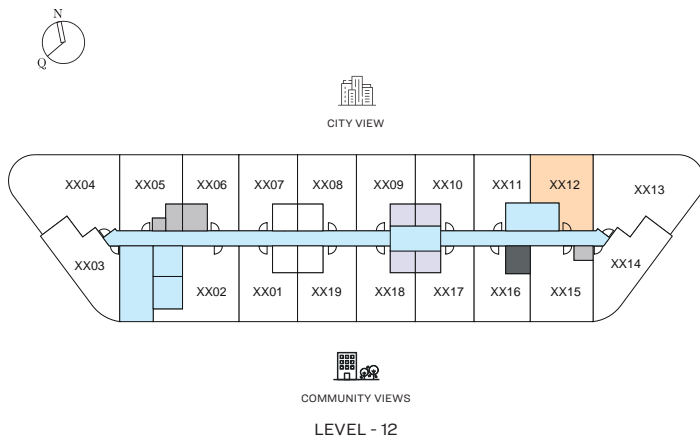 N
Q
CITY VIEW
XX04 XX05 XX06 XX07 XX08 XX09 XX10 XX11 XX12 XX13
XX03 XX14
XX02 XX01 XX19 XX18 XX17 XX16 XX15
COMMUNITY VIEWS
LEVEL - 12